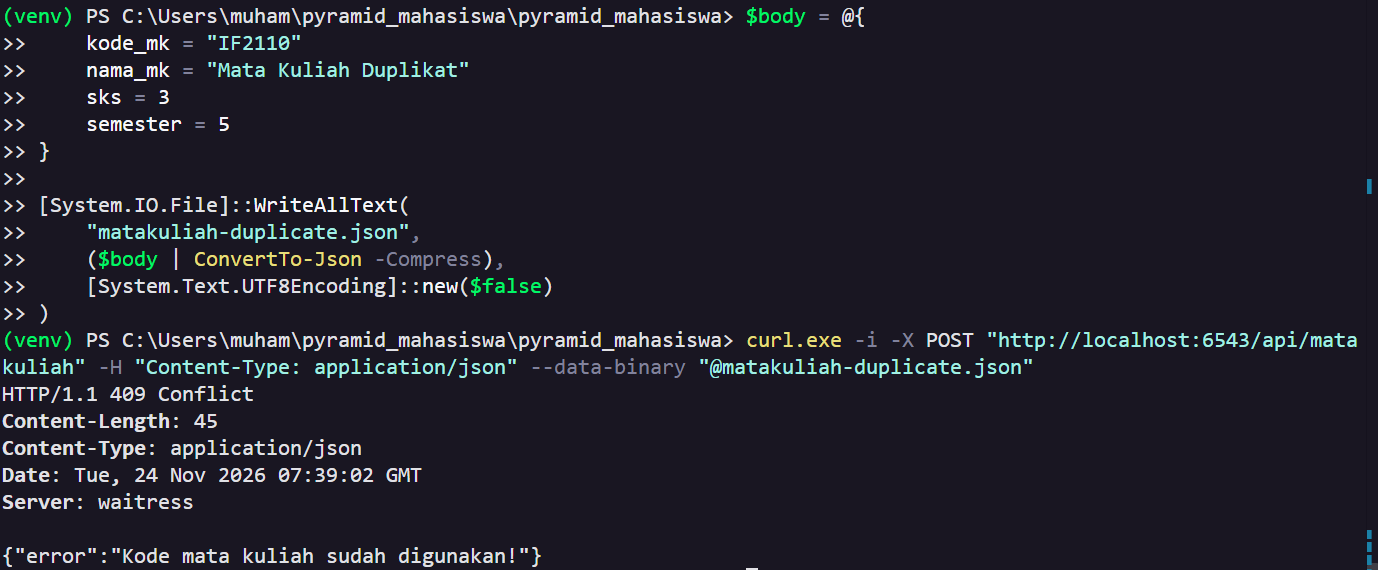 (venv) PS C:\Users\muham\pyramid_mahasiswa\pyramid_mahasiswa> $body = @{
>>     kode_mk = "IF2110"
>>     nama_mk = "Mata Kuliah Duplikat"
>>     sks = 3
>>     semester = 5
>> }
>>
>> [System.IO.File]::WriteAllText(
>>     "matakuliah-duplicate.json",
>>     ($body | ConvertTo-Json -Compress),
>>     [System.Text.UTF8Encoding]::new($false)
>> )
(venv) PS C:\Users\muham\pyramid_mahasiswa\pyramid_mahasiswa> curl.exe -i -X POST "http://localhost:6543/api/mata
kuliah" -H "Content-Type: application/json" --data-binary "@matakuliah-duplicate.json"
HTTP/1.1 409 Conflict
Content-Length: 45
Content-Type: application/json
Date: Tue, 24 Nov 2026 07:39:02 GMT
Server: waitress

{"error":"Kode mata kuliah sudah digunakan!"}